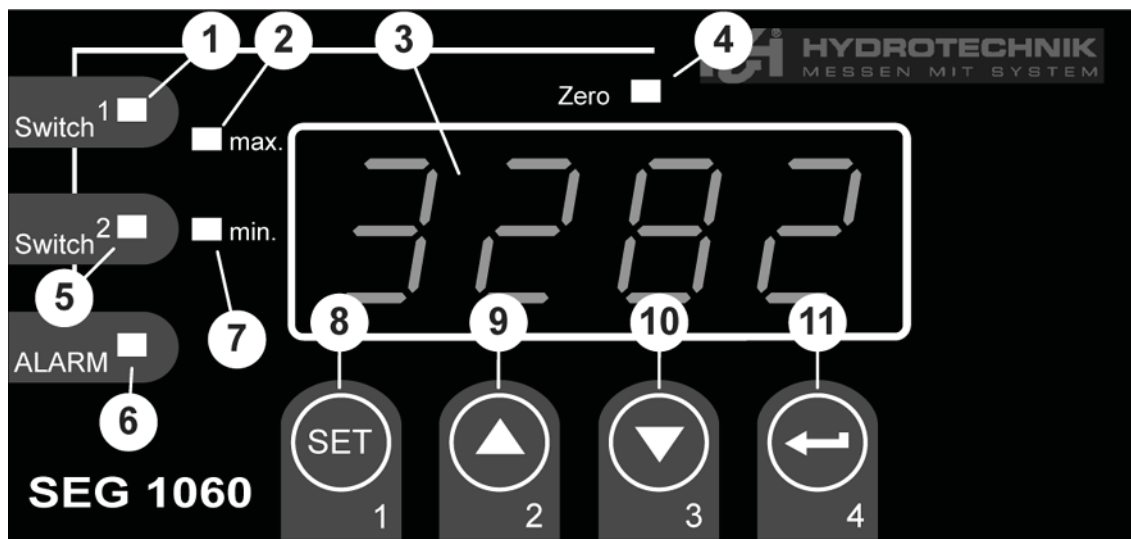 1 2 3 4
HYDROTECHNIK
MESSEN MIT SYSTEM
®
Zero
Switch 1
max.
3282
Switch 2
min.
5
7
8 9 10 11
ALARM
6
SET
SEG 1060
1 2 3 4